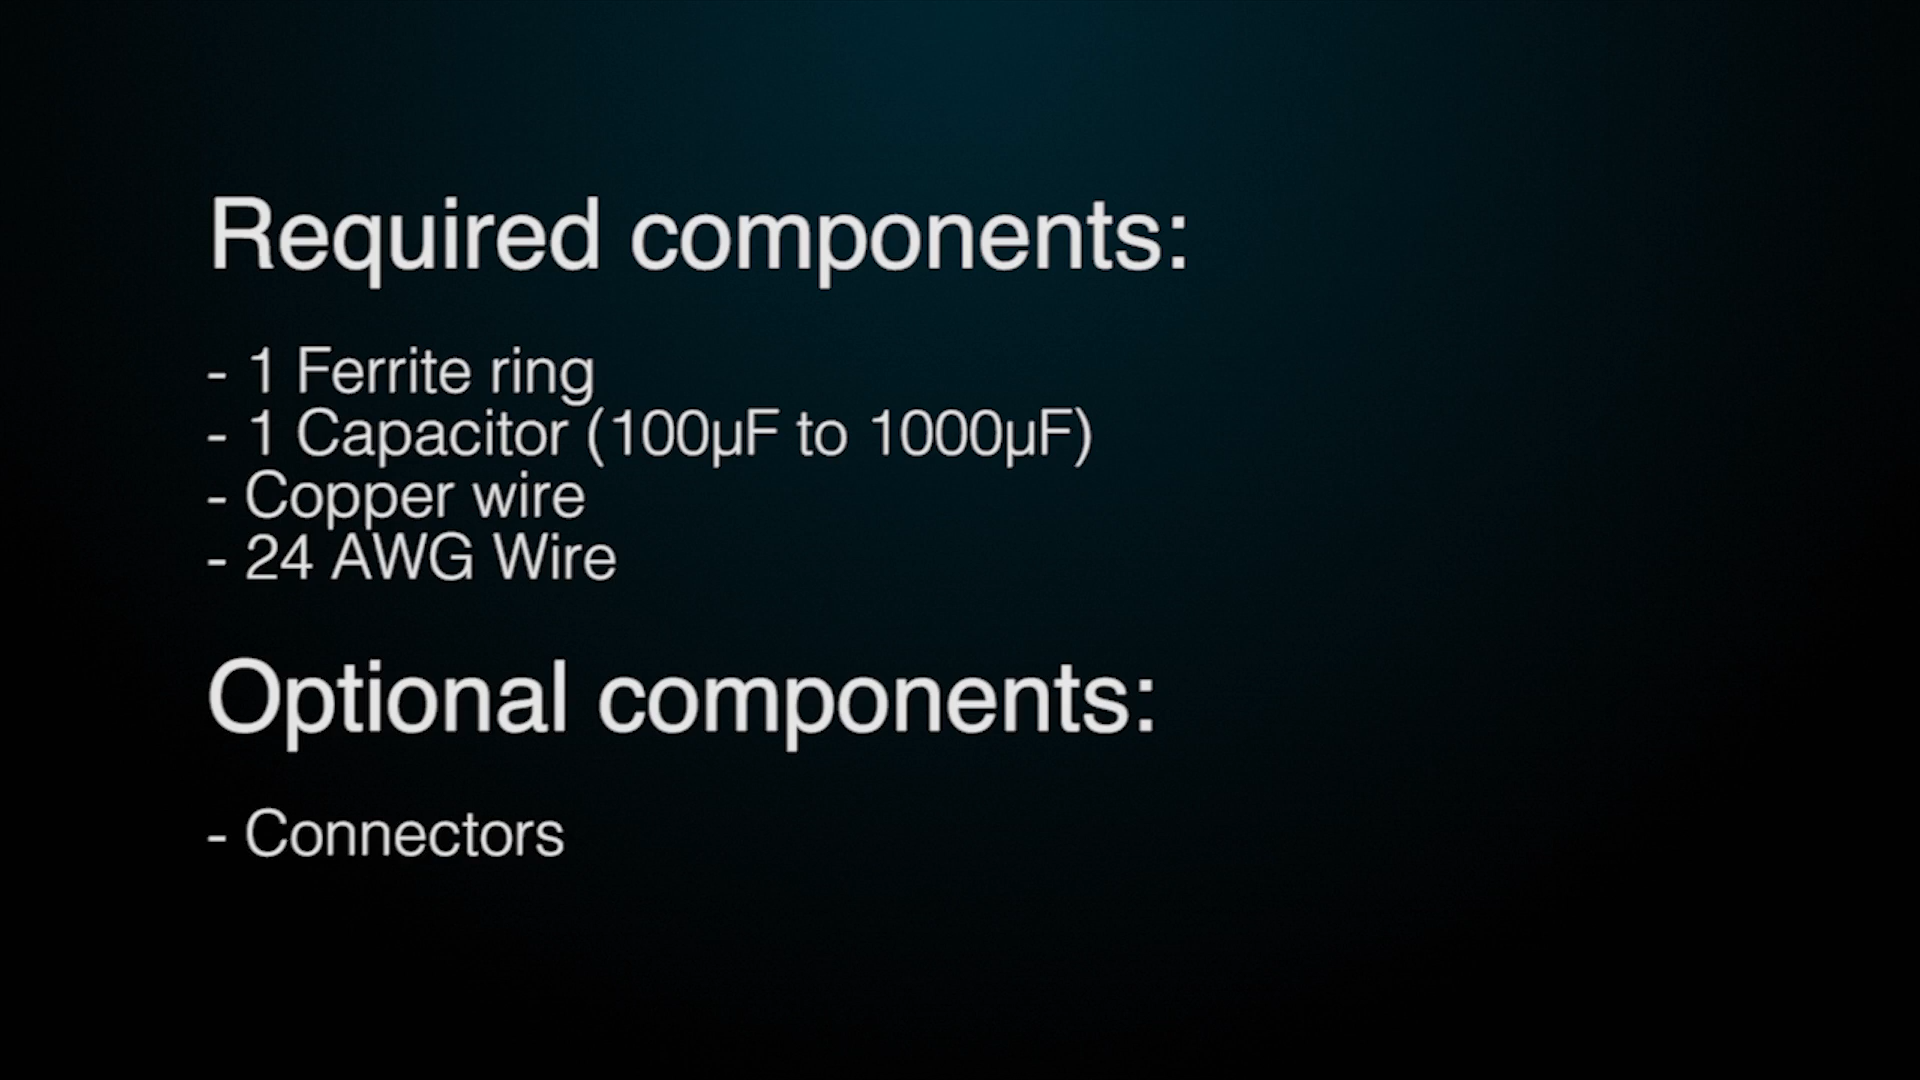 Required components:
- 1 Ferrite ring
- 1 Capacitor (100µF to 1000µF)
- Copper wire
- 24 AWG Wire
Optional components:
- Connectors